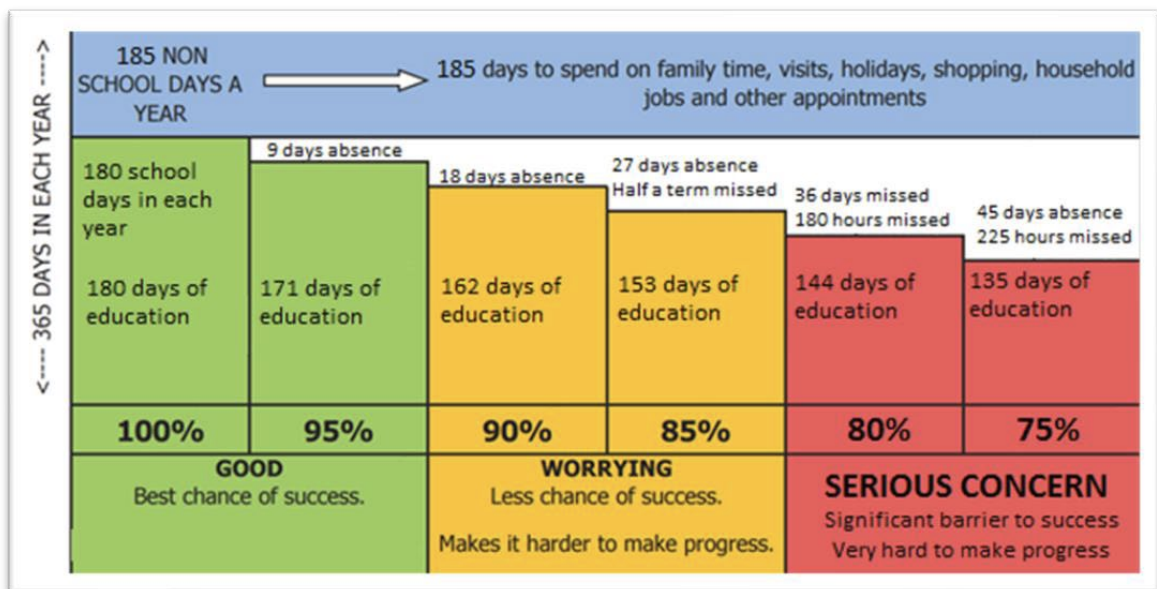 <---- 365 DAYS IN EACH YEAR ---->
185 NON
SCHOOL DAYS A
YEAR
185 days to spend on family time, visits, holidays, shopping, household
jobs and other appointments
180 school
days in each
year
180 days of
education
9 days absence
171 days of
education
18 days absence
162 days of
education
27 days absence
Half a term missed
153 days of
education
36 days missed
180 hours missed
144 days of
education
45 days absence
225 hours missed
135 days of
education
100%
95%
90%
85%
80%
75%
GOOD
Best chance of success.
WORRYING
Less chance of success.
Makes it harder to make progress.
SERIOUS CONCERN
Significant barrier to success
Very hard to make progress